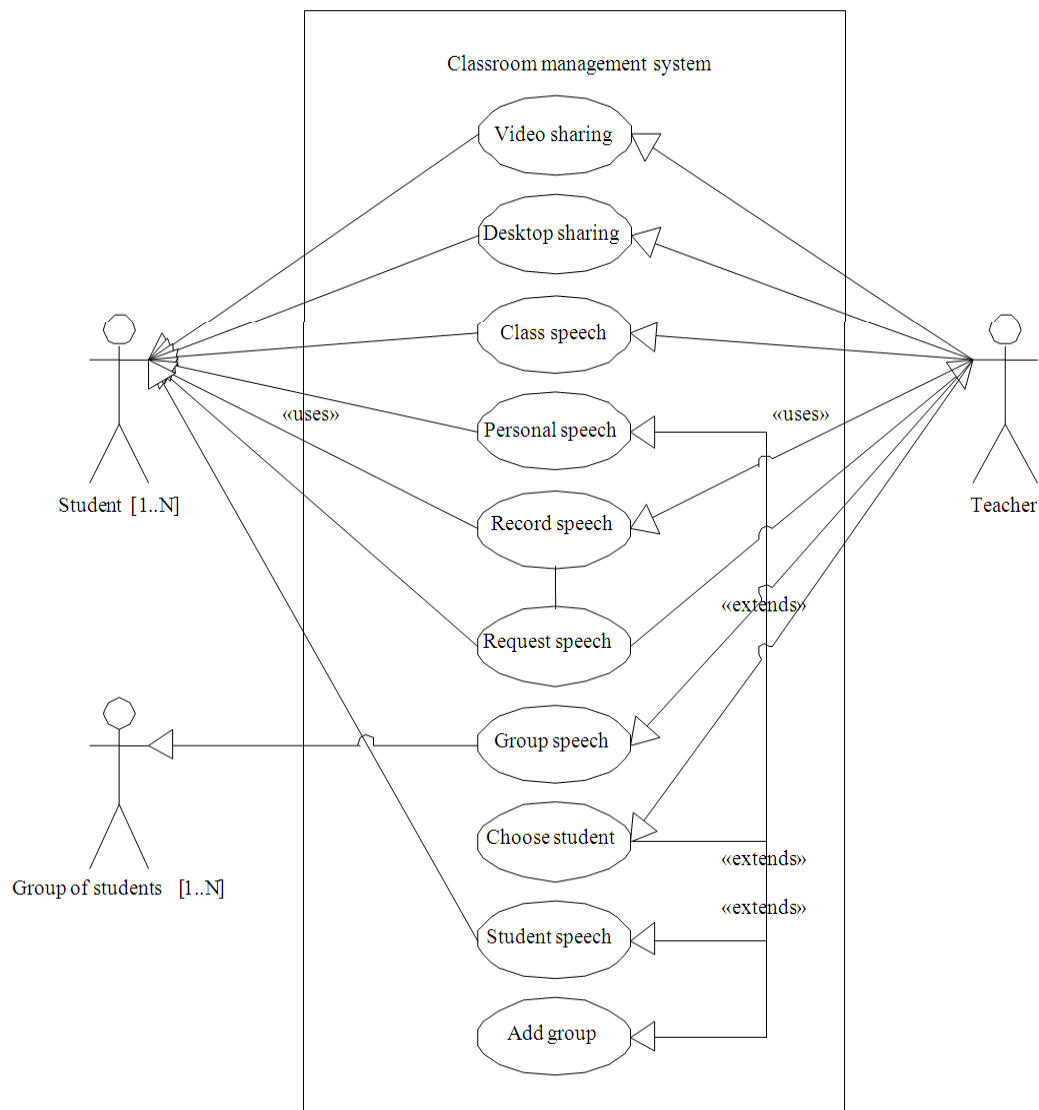 Classroom management system
Video sharing
Desktop sharing
Class speech
«uses»
Personal speech
«uses»
Student [1..N]
Record speech
Teacher
«extends»
Request speech
Group speech
Choose student
«extends»
Group of students [1..N]
«extends»
Student speech
Add group